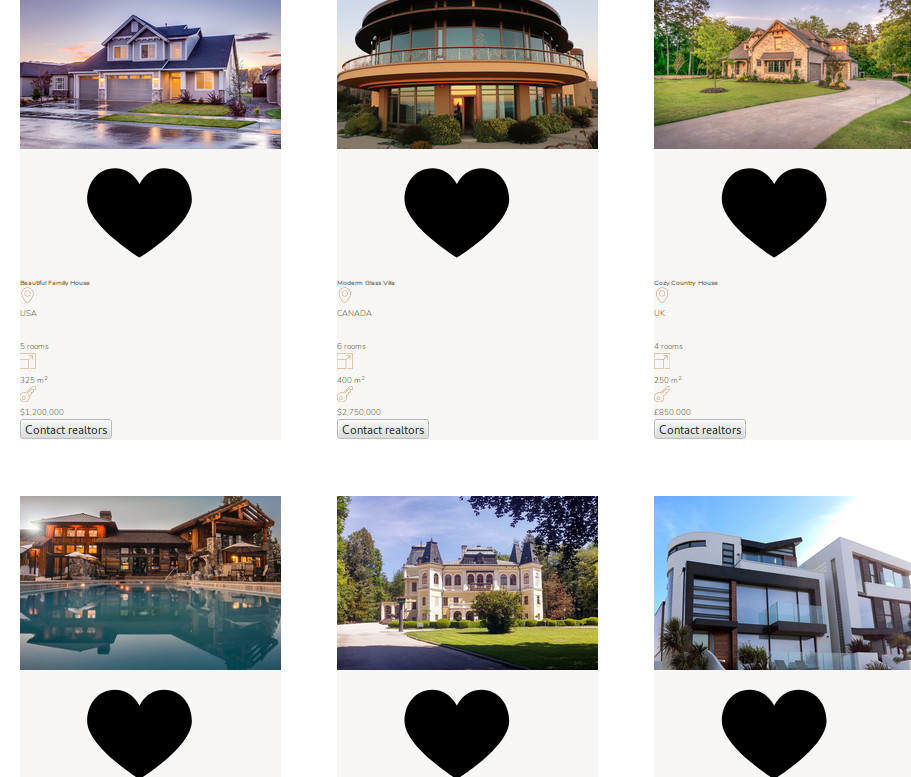 Beautiful Family House
USA
5 rooms
325 m²
$1,200,000
Contact realtors
Modern Glass Villa
CANADA
6 rooms
400 m²
$2,750,000
Contact realtors
Cozy Country House
UK
4 rooms
250 m²
£850.000
Contact realtors